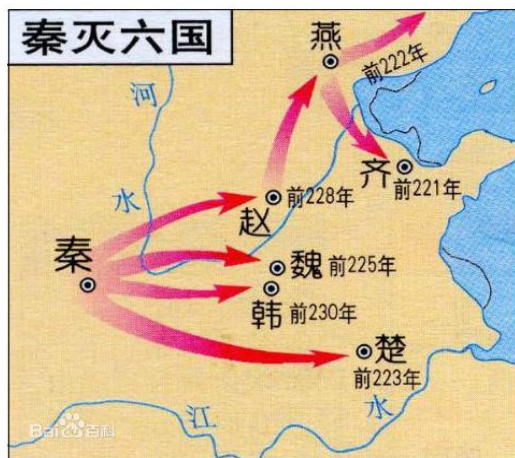 秦灭六国
燕
前222年
河
水
齐
前221年
赵
前228年
秦
魏 前225年
韩 前230年
楚
前223年
江
水
Bai百科